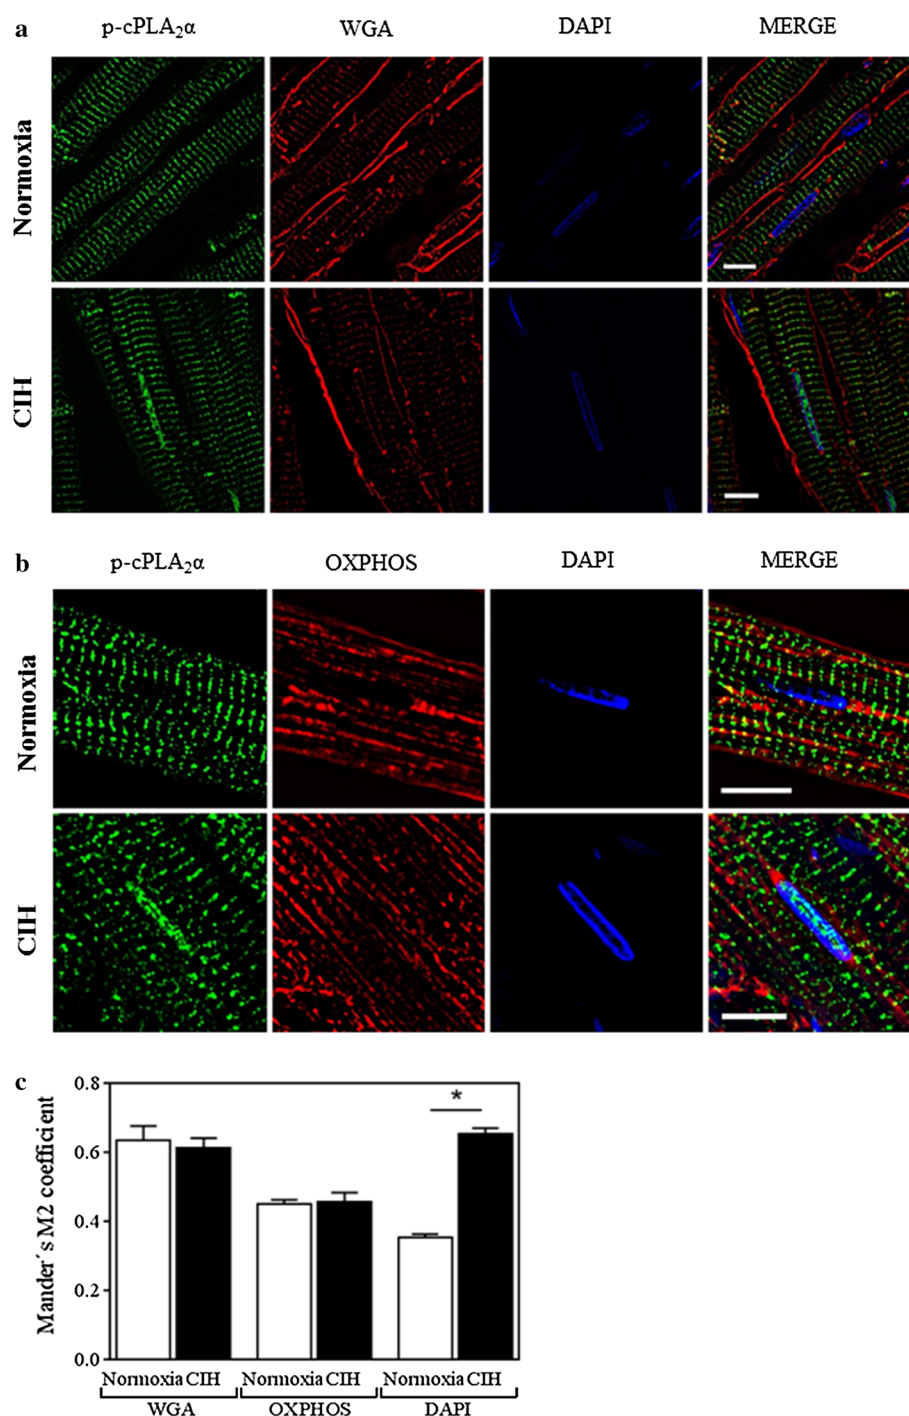 a
p-cPLA₂α WGA DAPI MERGE
Normoxia
CIH
b
p-cPLA₂α OXPHOS DAPI MERGE
Normoxia
CIH
c
Mander´s M2 coefficient
0.8
0.6
0.4
0.2
0.0
*
Normoxia CIH Normoxia CIH Normoxia CIH
WGA OXPHOS DAPI